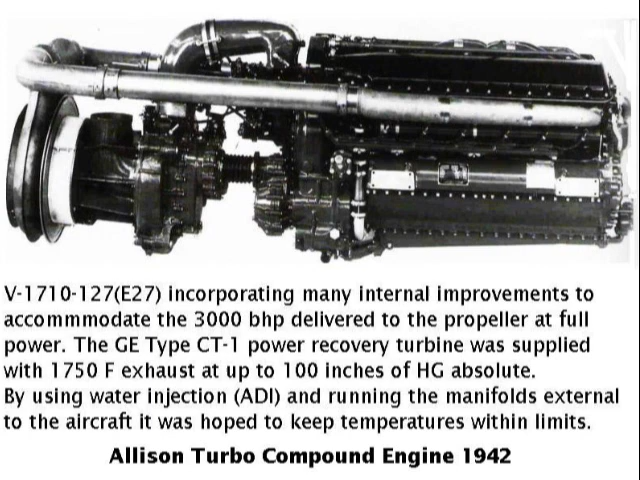 V-1710-127(E27) incorporating many internal improvements to
accommmodate the 3000 bhp delivered to the propeller at full
power. The GE Type CT-1 power recovery turbine was supplied
with 1750 F exhaust at up to 100 inches of HG absolute.
By using water injection (ADI) and running the manifolds external
to the aircraft it was hoped to keep temperatures within limits.
Allison Turbo Compound Engine 1942